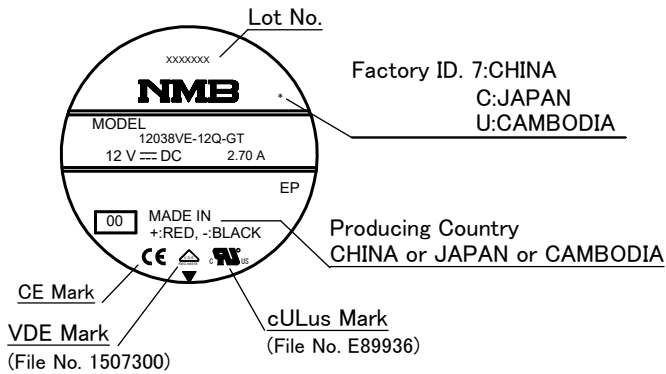 Lot No.
xxxxxxx
NMB
*
Factory ID. 7:CHINA
C:JAPAN
U:CAMBODIA
MODEL
12038VE-12Q-GT
12 V ⎓ DC 2.70 A
EP
00
MADE IN
+:RED, -:BLACK
Producing Country
CHINA or JAPAN or CAMBODIA
CE
c UR US
CE Mark
VDE Mark
(File No. 1507300)
cULus Mark
(File No. E89936)